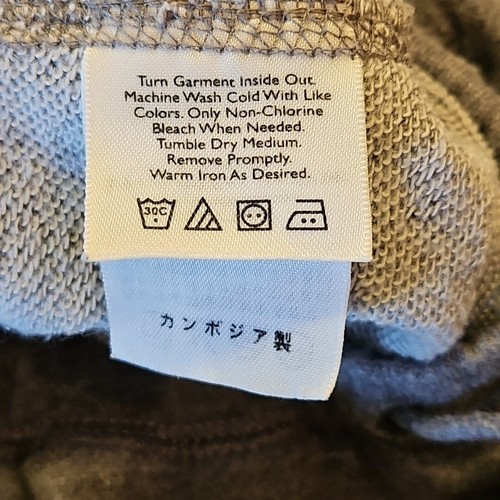 Turn Garment Inside Out.
Machine Wash Cold With Like
Colors. Only Non-Chlorine
Bleach When Needed.
Tumble Dry Medium.
Remove Promptly.
Warm Iron As Desired.
30C
カンボジア製